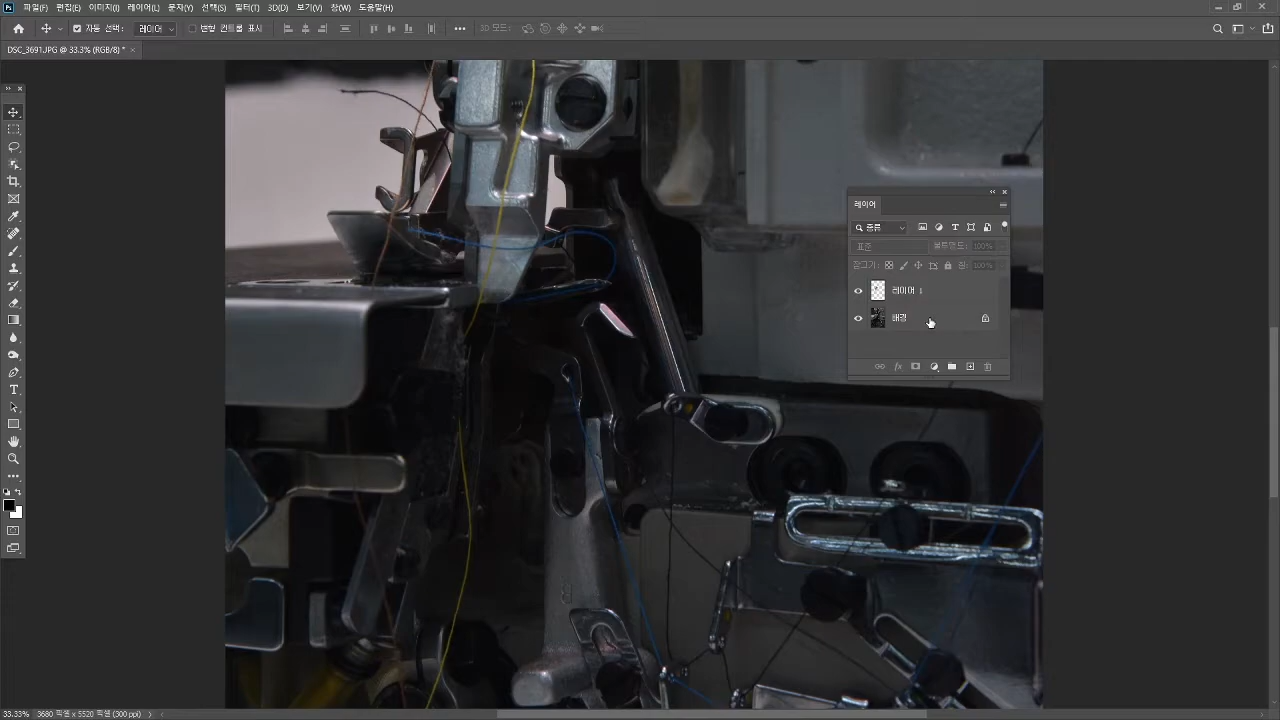 파일(F) 편집(E) 이미지(I) 레이어(L) 문자(Y) 선택(S) 필터(T) 3D(D) 보기(V) 창(W) 도움말(H)
자동 선택: 레이어 변형 컨트롤 표시 3D 모드:
DSC_3691.JPG @ 33.3% (RGB/8) *
레이어
종류
표준 불투명도: 100%
잠그기: 칠: 100%
레이어 1
배경
33.33% 3680 픽셀 x 5520 픽셀 (300 ppi)